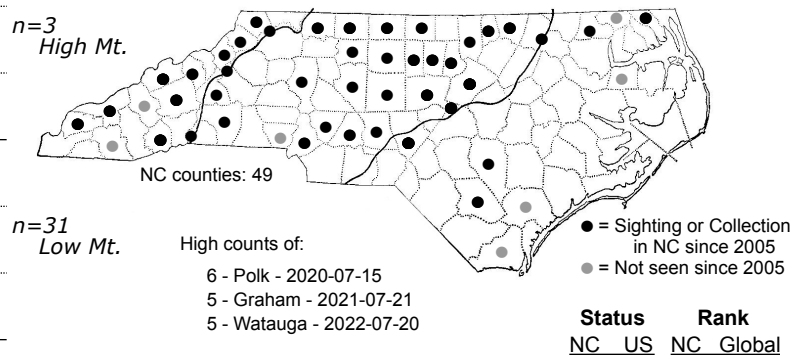 n=3
High Mt.
NC counties: 49
n=31
Low Mt.
High counts of:
6 - Polk - 2020-07-15
5 - Graham - 2021-07-21
5 - Watauga - 2022-07-20
= Sighting or Collection
in NC since 2005
= Not seen since 2005
Status Rank
NC US NC Global